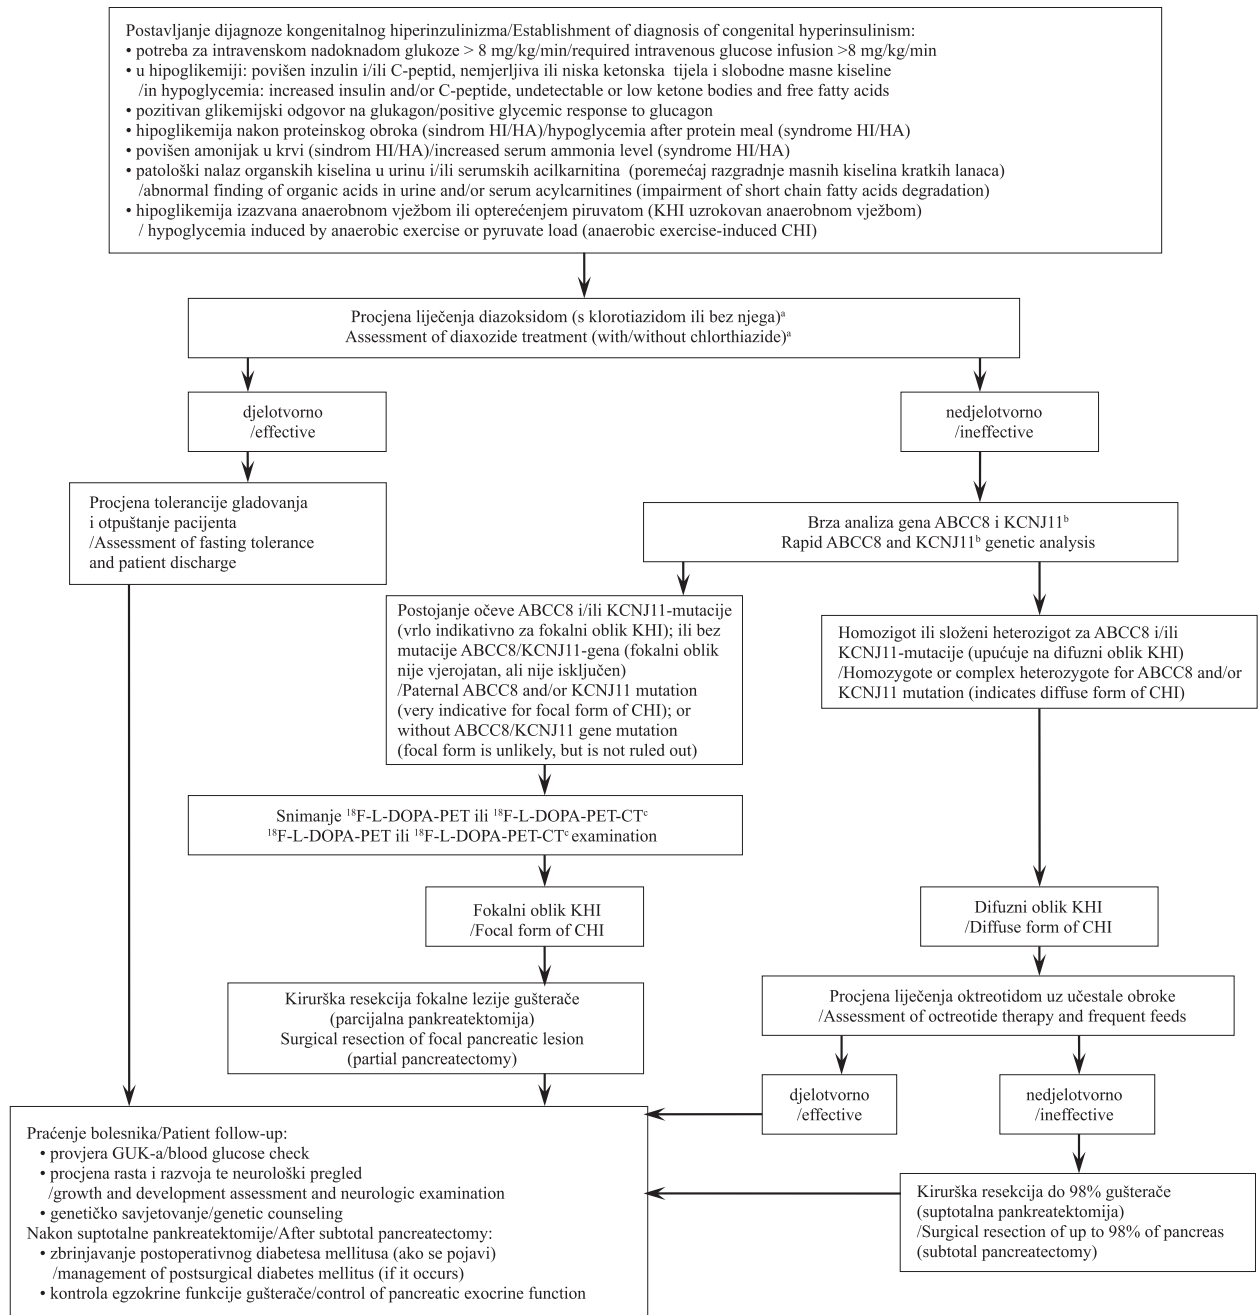 Postavljanje dijagnoze kongenitalnog hiperinzulinizma/Establishment of diagnosis of congenital hyperinsulinism:
• potreba za intravenskom nadoknadom glukoze > 8 mg/kg/min/required intravenous glucose infusion >8 mg/kg/min
• u hipoglikemiji: povišen inzulin i/ili C-peptid, nemjerljiva ili niska ketonska tijela i slobodne masne kiseline
/in hypoglycemia: increased insulin and/or C-peptide, undetectable or low ketone bodies and free fatty acids
• pozitivan glikemijski odgovor na glukagon/positive glycemic response to glucagon
• hipoglikemija nakon proteinskog obroka (sindrom HI/HA)/hypoglycemia after protein meal (syndrome HI/HA)
• povišen amonijak u krvi (sindrom HI/HA)/increased serum ammonia level (syndrome HI/HA)
• patološki nalaz organskih kiselina u urinu i/ili serumskih acilkarnitina (poremećaj razgradnje masnih kiselina kratkih lanaca)
/abnormal finding of organic acids in urine and/or serum acylcarnitines (impairment of short chain fatty acids degradation)
• hipoglikemija izazvana anaerobnom vježbom ili opterećenjem piruvatom (KHI uzrokovan anaerobnom vježbom)
/ hypoglycemia induced by anaerobic exercise or pyruvate load (anaerobic exercise-induced CHI)
Procjena liječenja diazoksidom (s klorotiazidom ili bez njega)ᵃ
Assessment of diaxozide treatment (with/without chlorthiazide)ᵃ
djelotvorno
/effective
nedjelotvorno
/ineffective
Procjena tolerancije gladovanja
i otpuštanje pacijenta
/Assessment of fasting tolerance
and patient discharge
Brza analiza gena ABCC8 i KCNJ11ᵇ
Rapid ABCC8 and KCNJ11ᵇ genetic analysis
Postojanje očeve ABCC8 i/ili KCNJ11-mutacije
(vrlo indikativno za fokalni oblik KHI); ili bez
mutacije ABCC8/KCNJ11-gena (fokalni oblik
nije vjerojatan, ali nije isključen)
/Paternal ABCC8 and/or KCNJ11 mutation
(very indicative for focal form of CHI); or
without ABCC8/KCNJ11 gene mutation
(focal form is unlikely, but is not ruled out)
Homozigot ili složeni heterozigot za ABCC8 i/ili
KCNJ11-mutacije (upućuje na difuzni oblik KHI)
/Homozygote or complex heterozygote for ABCC8 and/or
KCNJ11 mutation (indicates diffuse form of CHI)
Snimanje ¹⁸F-L-DOPA-PET ili ¹⁸F-L-DOPA-PET-CTᶜ
¹⁸F-L-DOPA-PET ili ¹⁸F-L-DOPA-PET-CTᶜ examination
Fokalni oblik KHI
/Focal form of CHI
Difuzni oblik KHI
/Diffuse form of CHI
Kirurška resekcija fokalne lezije gušterače
(parcijalna pankreatektomija)
Surgical resection of focal pancreatic lesion
(partial pancreatectomy)
Procjena liječenja oktreotidom uz učestale obroke
/Assessment of octreotide therapy and frequent feeds
djelotvorno
/effective
nedjelotvorno
/ineffective
Praćenje bolesnika/Patient follow-up:
• provjera GUK-a/blood glucose check
• procjena rasta i razvoja te neurološki pregled
/growth and development assessment and neurologic examination
• genetičko savjetovanje/genetic counseling
Nakon suptotalne pankreatektomije/After subtotal pancreatectomy:
• zbrinjavanje postoperativnog diabetesa mellitusa (ako se pojavi)
/management of postsurgical diabetes mellitus (if it occurs)
• kontrola egzokrine funkcije gušterače/control of pancreatic exocrine function
Kirurška resekcija do 98% gušterače
(suptotalna pankreatektomija)
/Surgical resection of up to 98% of pancreas
(subtotal pancreatectomy)